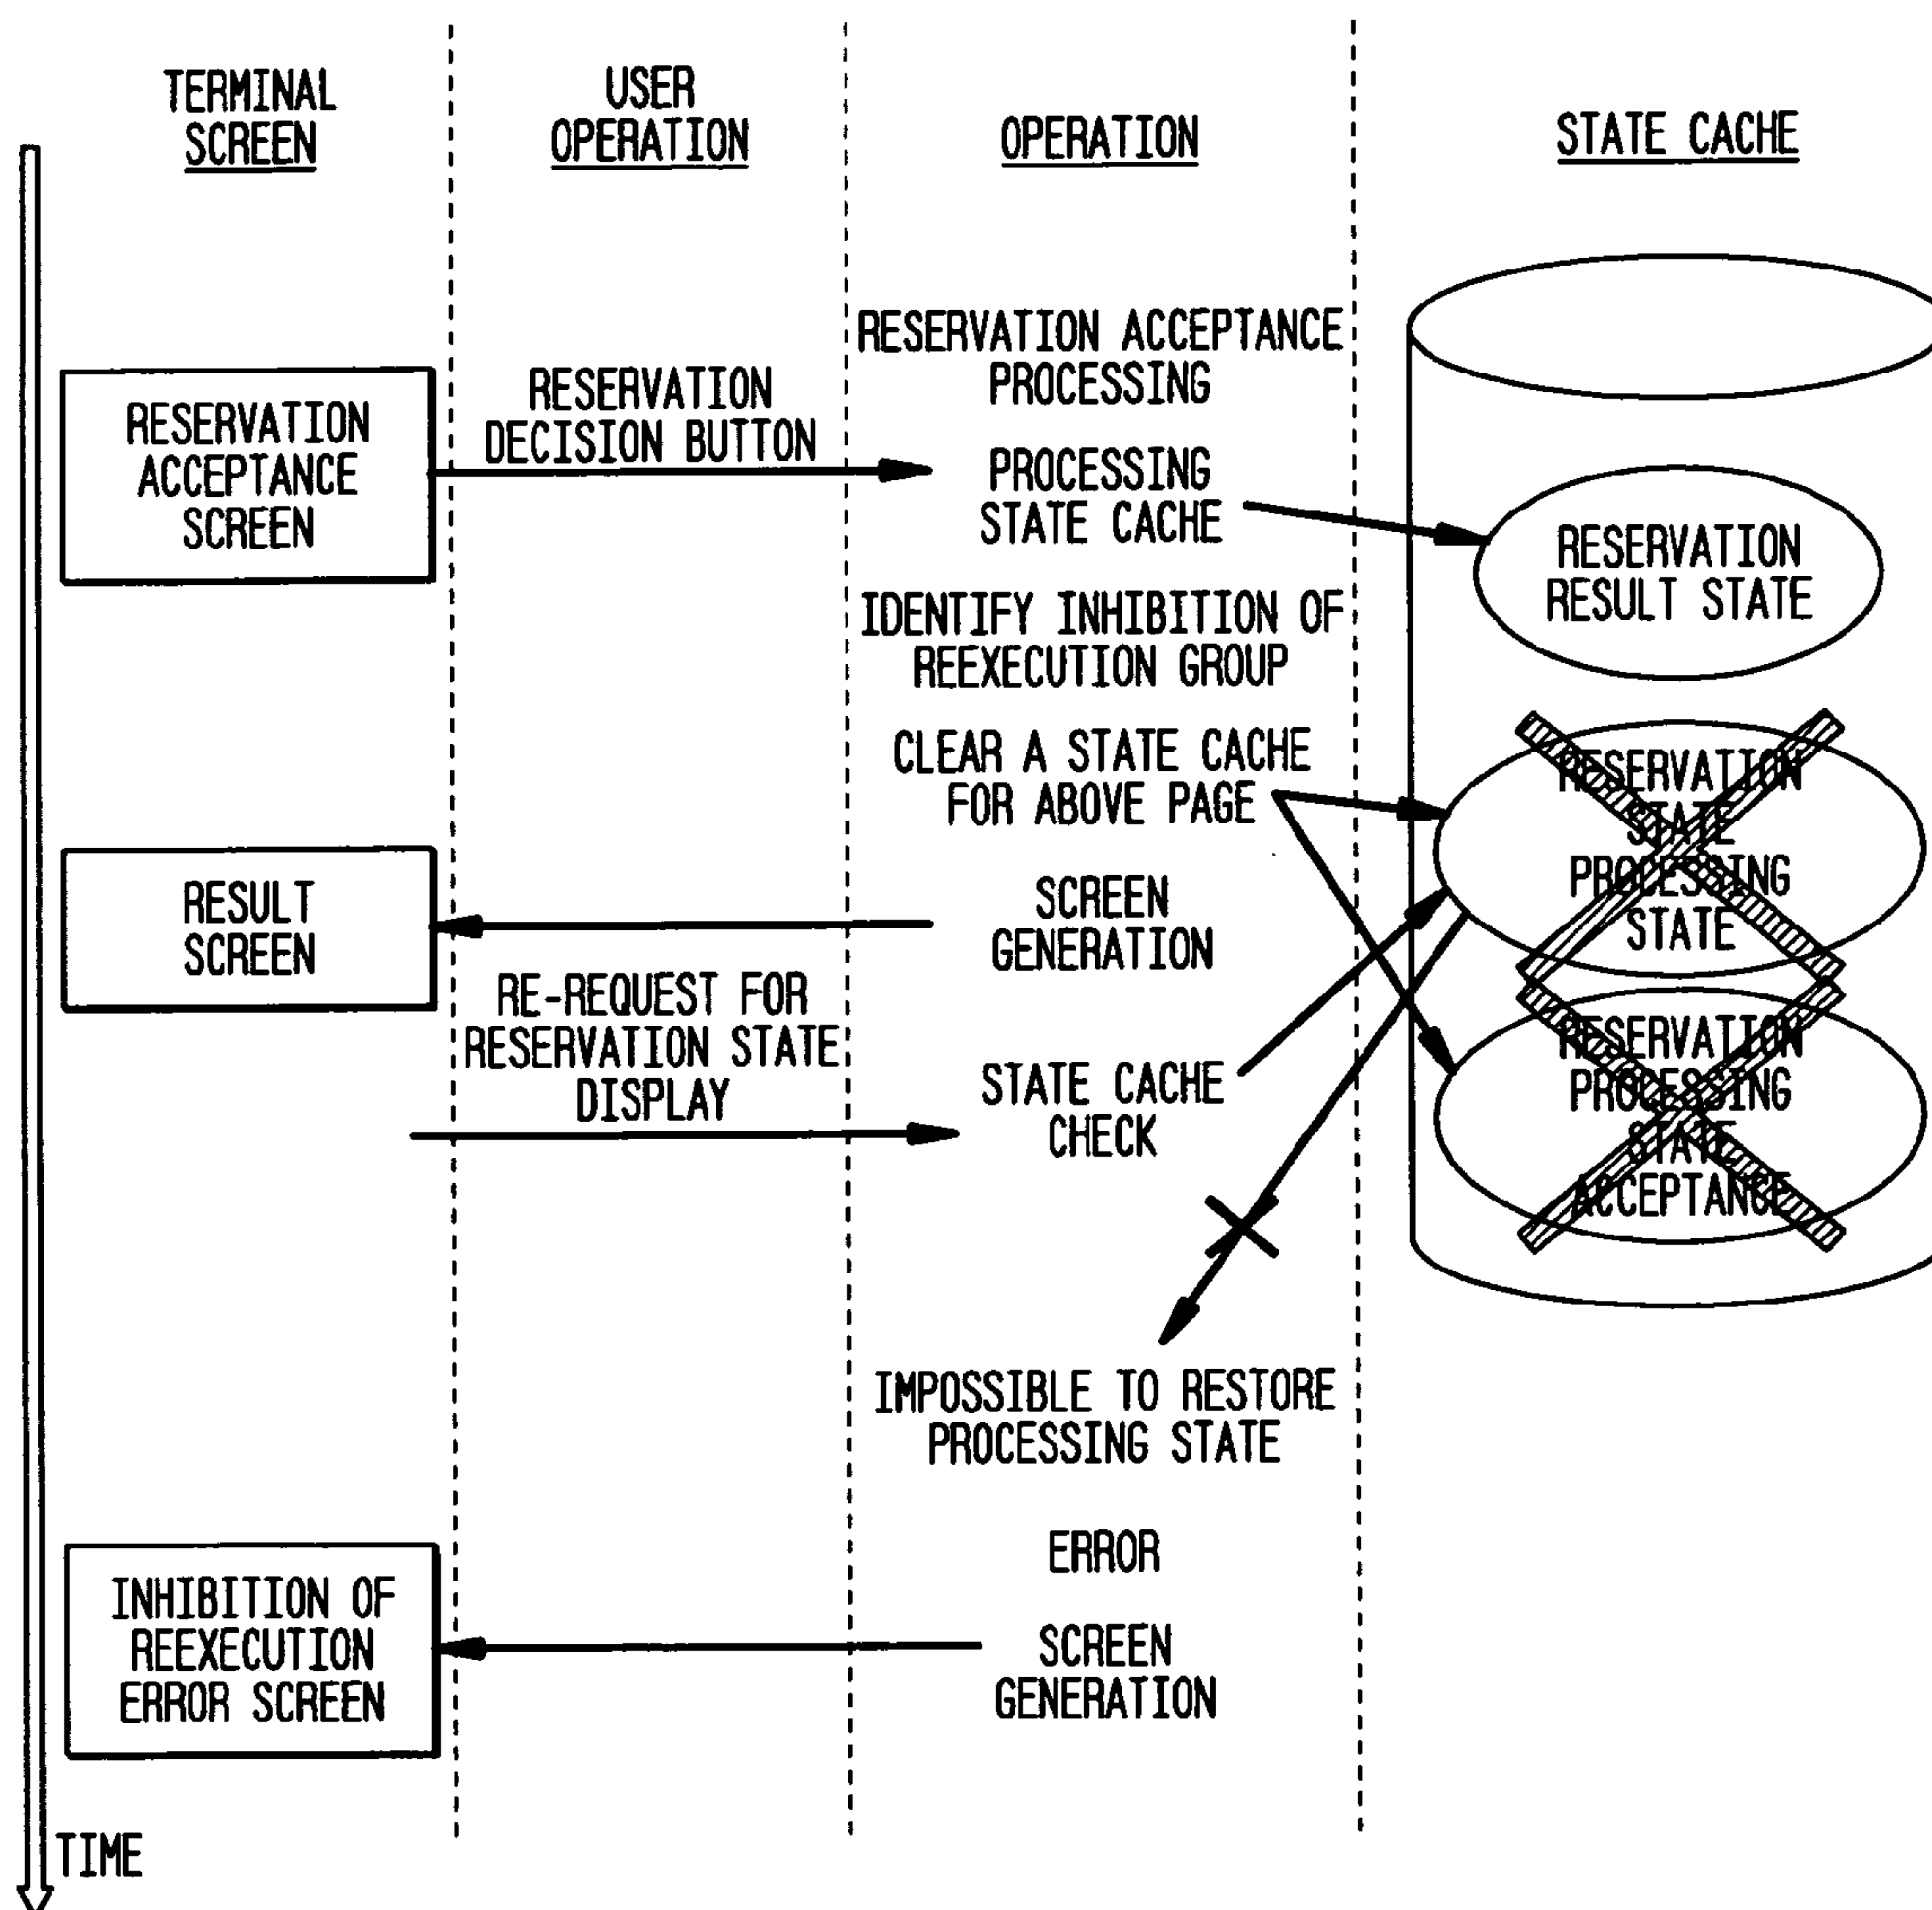 TERMINAL
SCREEN
USER
OPERATION
OPERATION
STATE CACHE
RESERVATION
ACCEPTANCE
SCREEN
RESERVATION
DECISION BUTTON
RESERVATION ACCEPTANCE
PROCESSING
PROCESSING
STATE CACHE
RESERVATION
RESULT STATE
IDENTIFY INHIBITION OF
REEXECUTION GROUP
CLEAR A STATE CACHE
FOR ABOVE PAGE
RESERVATION
STATE
PROCESSING
STATE
RESULT
SCREEN
SCREEN
GENERATION
RE-REQUEST FOR
RESERVATION STATE
DISPLAY
STATE CACHE
CHECK
RESERVATION
PROCESSING
STATE
ACCEPTANCE
IMPOSSIBLE TO RESTORE
PROCESSING STATE
ERROR
INHIBITION OF
REEXECUTION
ERROR SCREEN
SCREEN
GENERATION
TIME